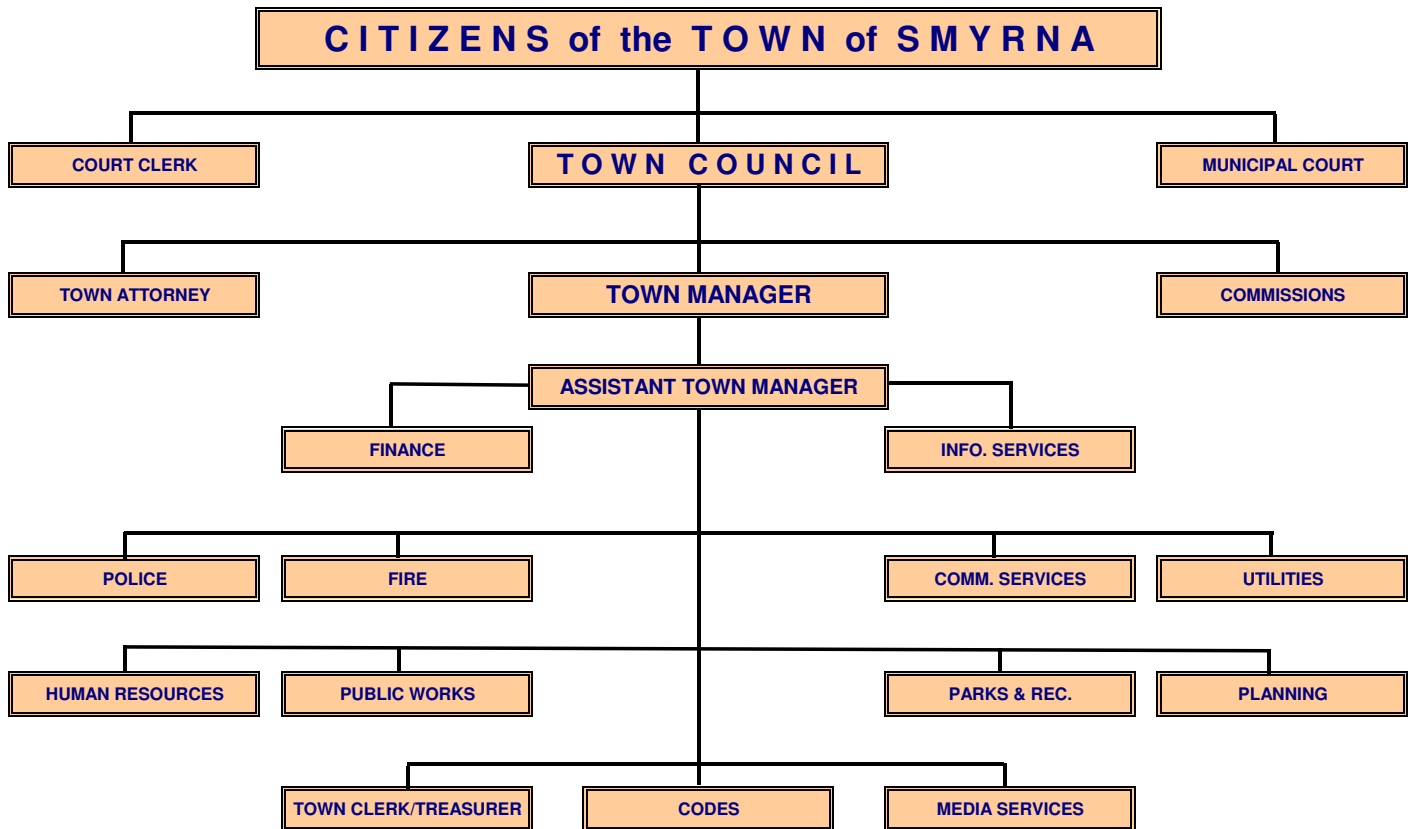 CITIZENS of the TOWN of SMYRNA
COURT CLERK
TOWN COUNCIL
MUNICIPAL COURT
TOWN ATTORNEY
TOWN MANAGER
COMMISSIONS
ASSISTANT TOWN MANAGER
FINANCE
INFO. SERVICES
POLICE
FIRE
COMM. SERVICES
UTILITIES
HUMAN RESOURCES
PUBLIC WORKS
PARKS & REC.
PLANNING
TOWN CLERK/TREASURER
CODES
MEDIA SERVICES